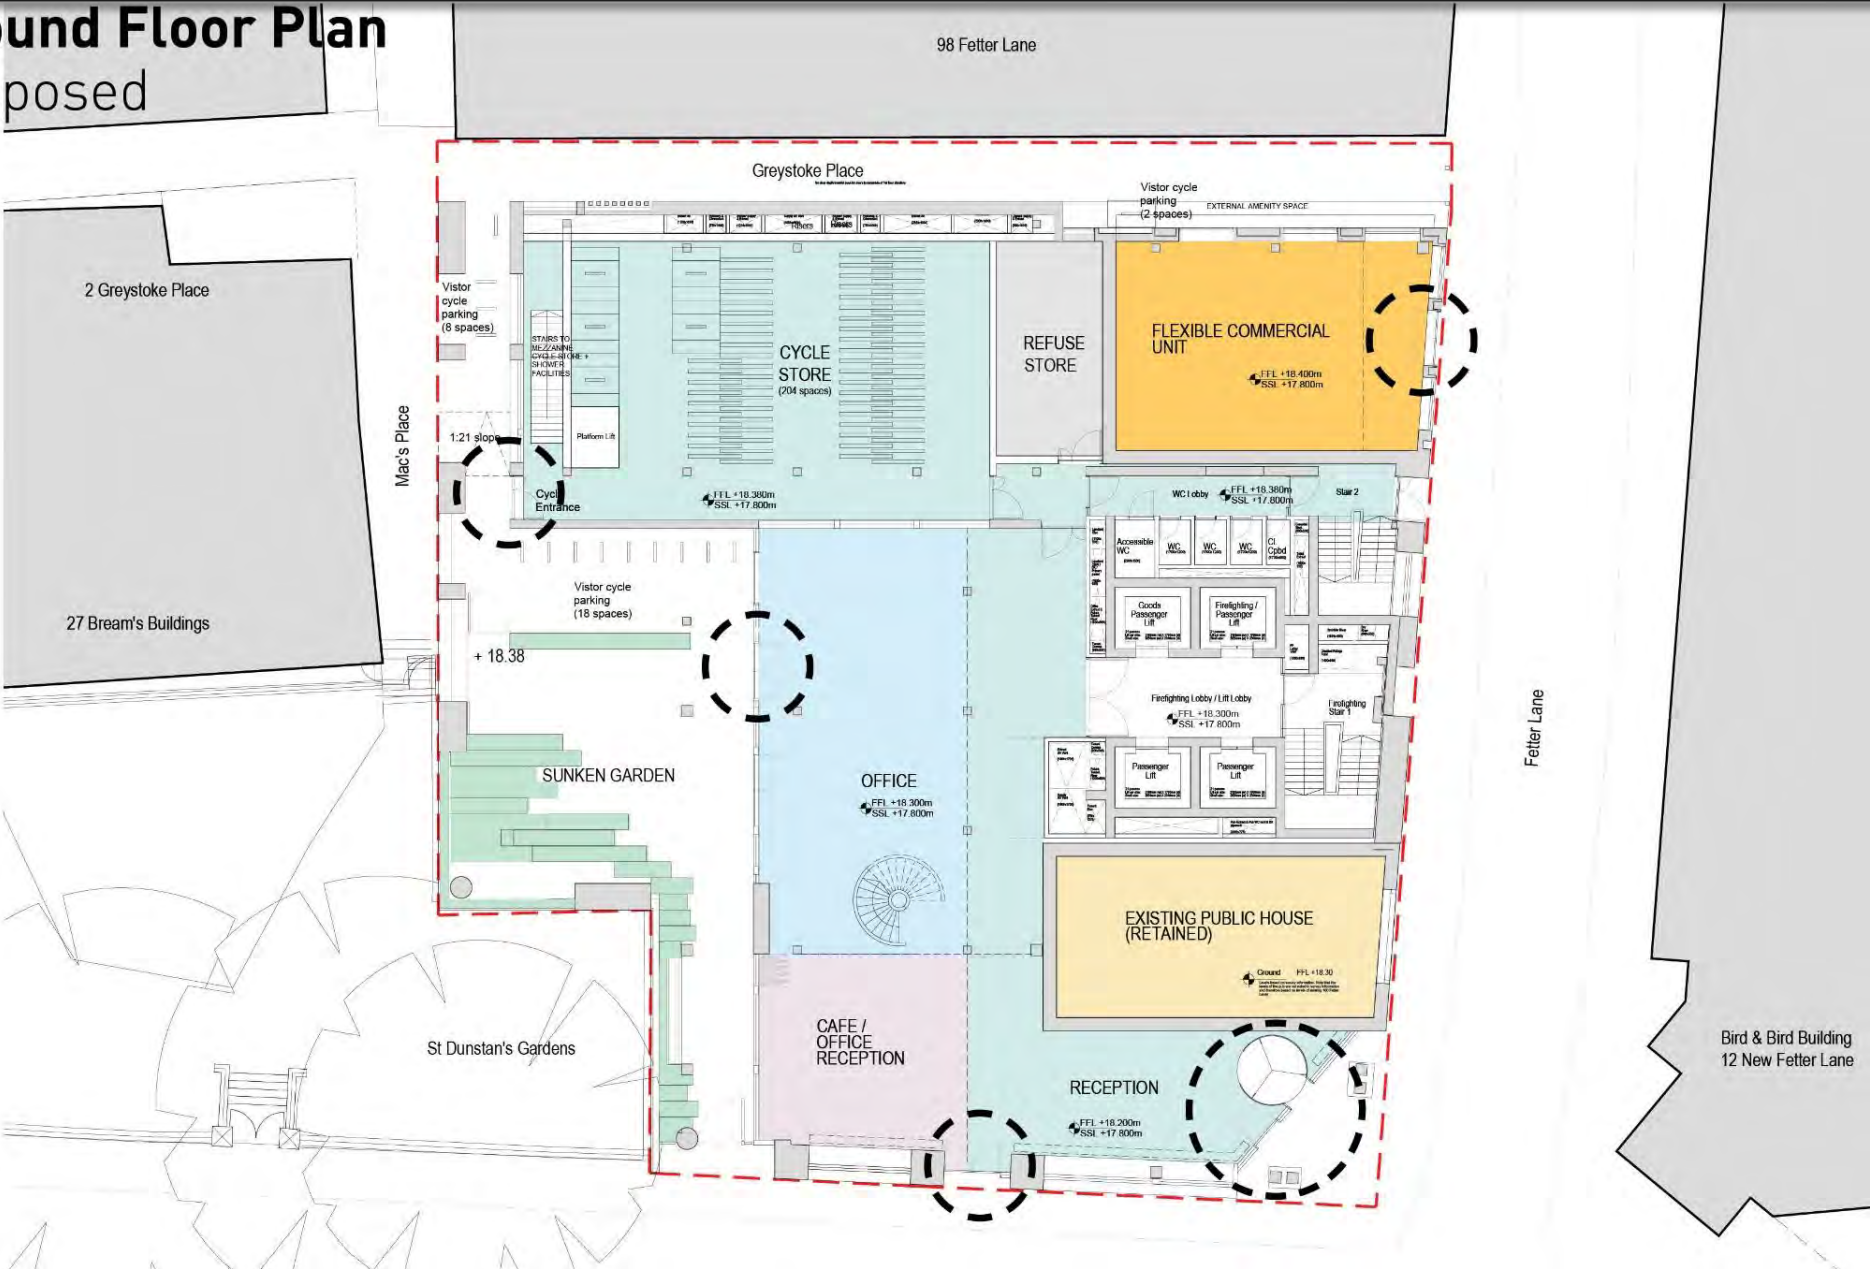 und Floor Plan
posed
98 Fetter Lane
Greystoke Place
Vistor cycle
parking
(2 spaces)
EXTERNAL AMENITY SPACE
Risers
2 Greystoke Place
Vistor
cycle
parking
(8 spaces)
STAIRS TO
MEZZANINE
CYCLE STORE +
SHOWER
FACILITIES
CYCLE
STORE
(204 spaces)
REFUSE
STORE
FLEXIBLE COMMERCIAL
UNIT
FFL +18.400m
SSL +17.800m
Mac's Place
1:21 slope
Platform Lift
Cycle
Entrance
FFL +18.380m
SSL +17.800m
WC Lobby
FFL +18.380m
SSL +17.800m
Stair 2
Accessible
WC
WC
WC
WC
CL
Cpbd
Vistor cycle
parking
(18 spaces)
27 Bream's Buildings
+ 18.38
Goods
Passenger
Lift
Firefighting /
Passenger
Lift
Firefighting Lobby / Lift Lobby
FFL +18.300m
SSL +17.800m
Firefighting
Stair 1
Fetter Lane
SUNKEN GARDEN
OFFICE
FFL +18.300m
SSL +17.800m
Passenger
Lift
Passenger
Lift
EXISTING PUBLIC HOUSE
(RETAINED)
Ground FFL +18.30
CAFE /
OFFICE
RECEPTION
St Dunstan's Gardens
RECEPTION
FFL +18.200m
SSL +17.800m
Bird & Bird Building
12 New Fetter Lane